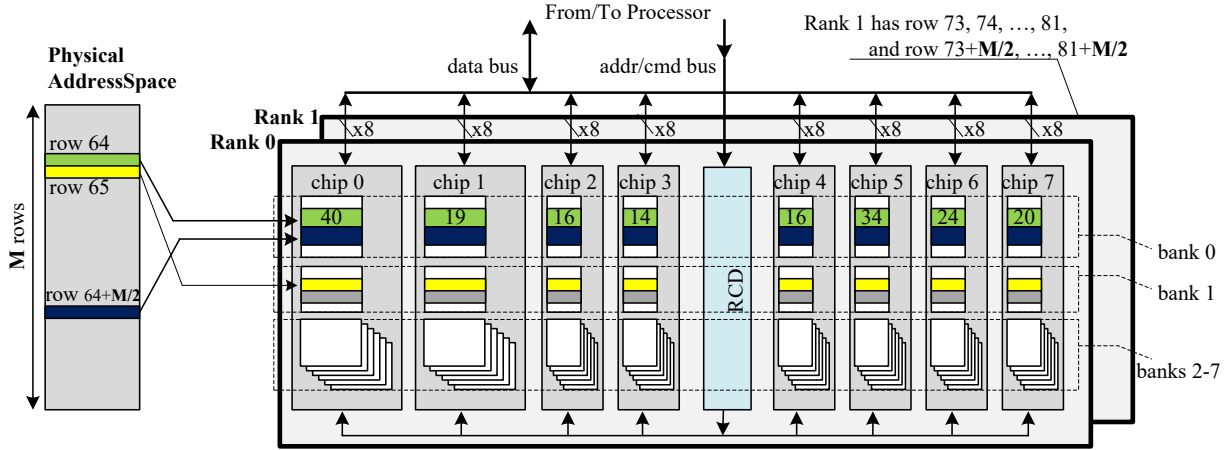 From/To Processor
Rank 1 has row 73, 74, …, 81,
and row 73+M/2, …, 81+M/2
Physical
AddressSpace
data bus
addr/cmd bus
Rank 1
Rank 0
x8 x8 x8 x8 x8 x8 x8 x8
row 64
row 65
M rows
row 64+M/2
chip 0 chip 1 chip 2 chip 3 chip 4 chip 5 chip 6 chip 7
40 19 16 14 16 34 24 20
RCD
bank 0
bank 1
banks 2-7